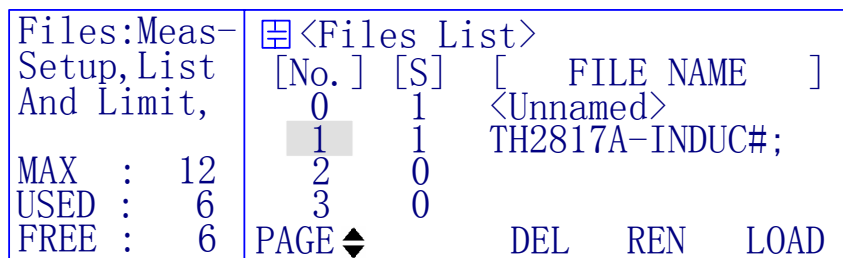 Files:Meas-
Setup,List
And Limit,
MAX : 12
USED : 6
FREE : 6
<Files List>
[No.] [S] [ FILE NAME ]
0 1 <Unnamed>
1 1 TH2817A-INDUC#;
2 0
3 0
PAGE DEL REN LOAD